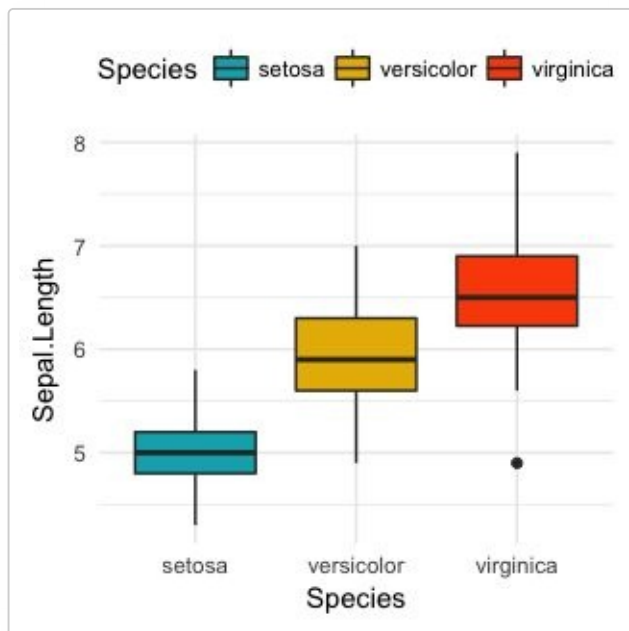 Species setosa versicolor virginica
8
7
6
5
Sepal.Length
setosa versicolor virginica
Species